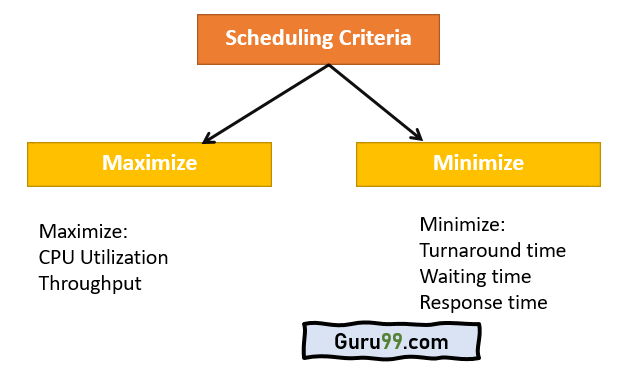 Scheduling Criteria
Maximize
Minimize
Maximize:
CPU Utilization
Throughput
Minimize:
Turnaround time
Waiting time
Response time
Guru99.com